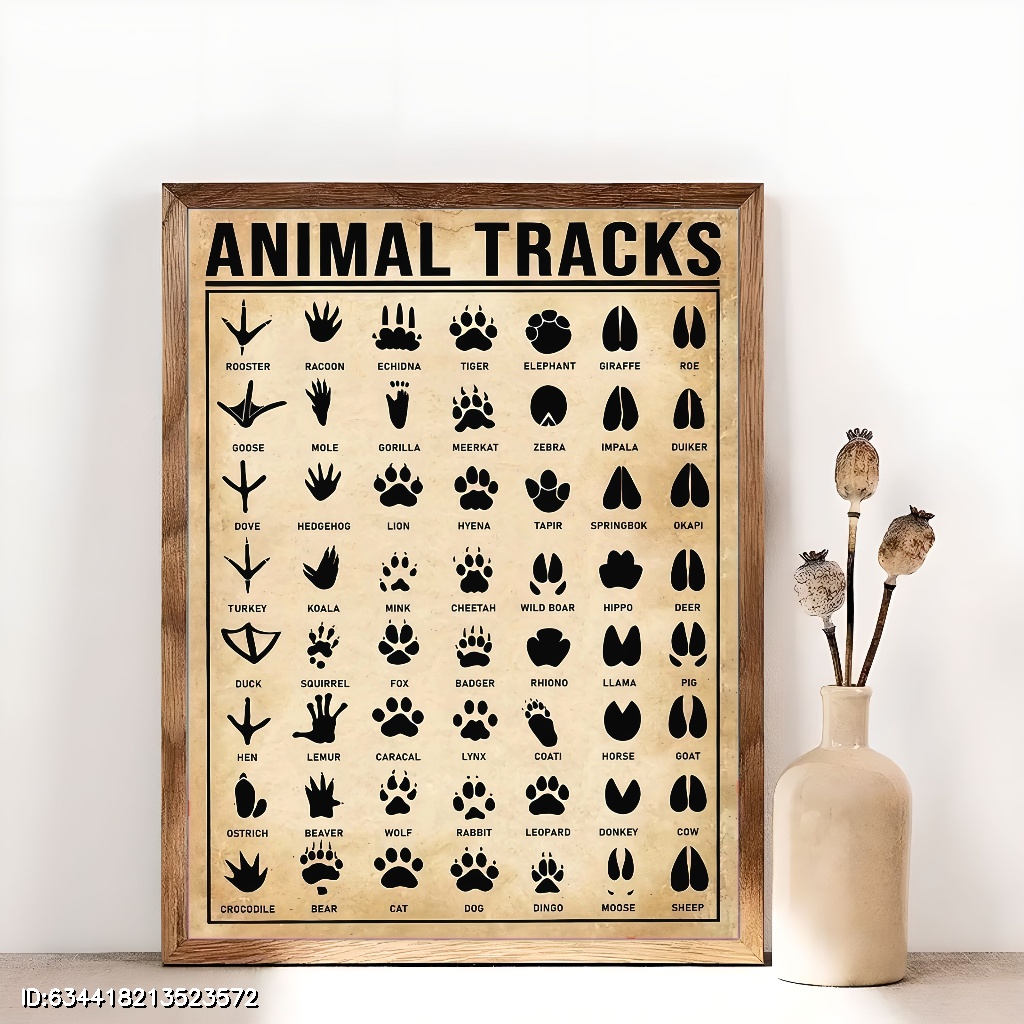 ANIMAL TRACKS
ROOSTER RACOON ECHIDNA TIGER ELEPHANT GIRAFFE ROE
GOOSE MOLE GORILLA MEERKAT ZEBRA IMPALA DUIKER
DOVE HEDGEHOG LION HYENA TAPIR SPRINGBOK OKAPI
TURKEY KOALA MINK CHEETAH WILD BOAR HIPPO DEER
DUCK SQUIRREL FOX BADGER RHIONO LLAMA PIG
HEN LEMUR CARACAL LYNX COATI HORSE GOAT
OSTRICH BEAVER WOLF RABBIT LEOPARD DONKEY COW
CROCODILE BEAR CAT DOG DINGO MOOSE SHEEP
ID:634418213523572